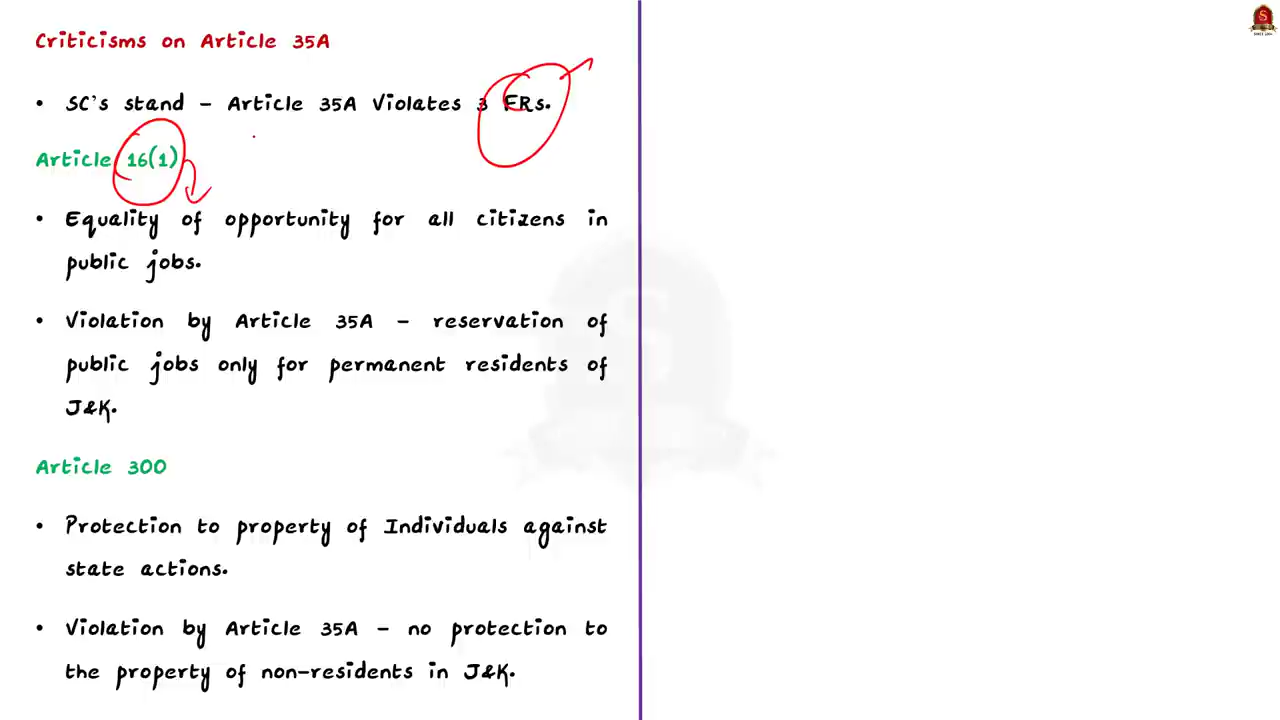 Criticisms on Article 35A
• SC's stand – Article 35A Violates 3 FRs.
Article 16(1)
• Equality of opportunity for all citizens in
public jobs.
• Violation by Article 35A – reservation of
public jobs only for permanent residents of
J&K.
Article 300
• Protection to property of Individuals against
state actions.
• Violation by Article 35A – no protection to
the property of non-residents in J&K.